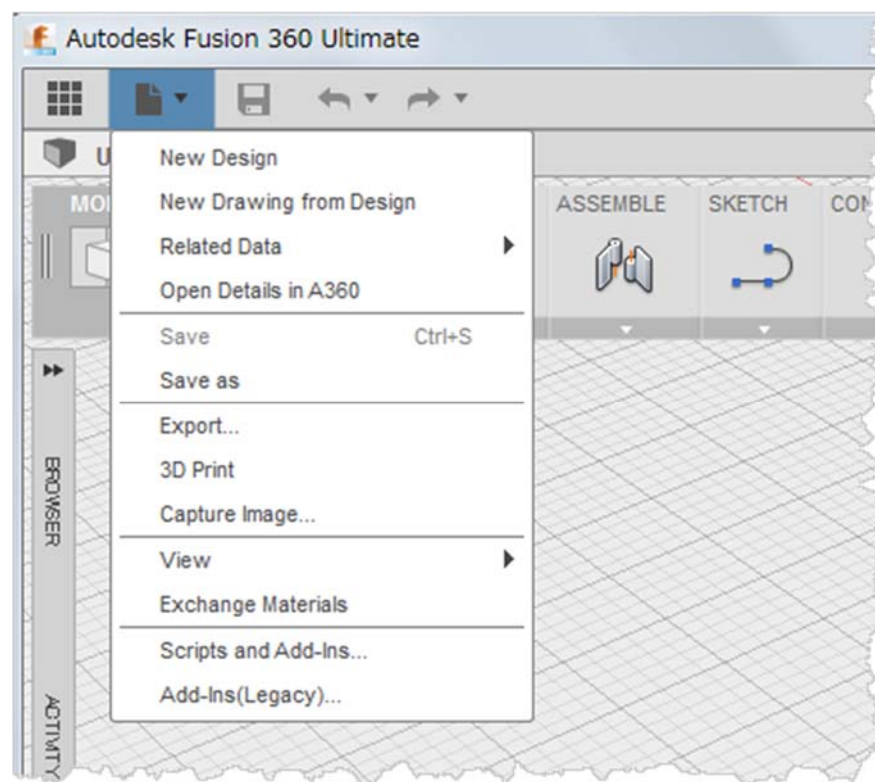 Autodesk Fusion 360 Ultimate
New Design
New Drawing from Design
Related Data
Open Details in A360
Save Ctrl+S
Save as
Export...
3D Print
Capture Image...
View
Exchange Materials
Scripts and Add-Ins...
Add-Ins(Legacy)...
ASSEMBLE
SKETCH
BROWSER
ACTIVITY